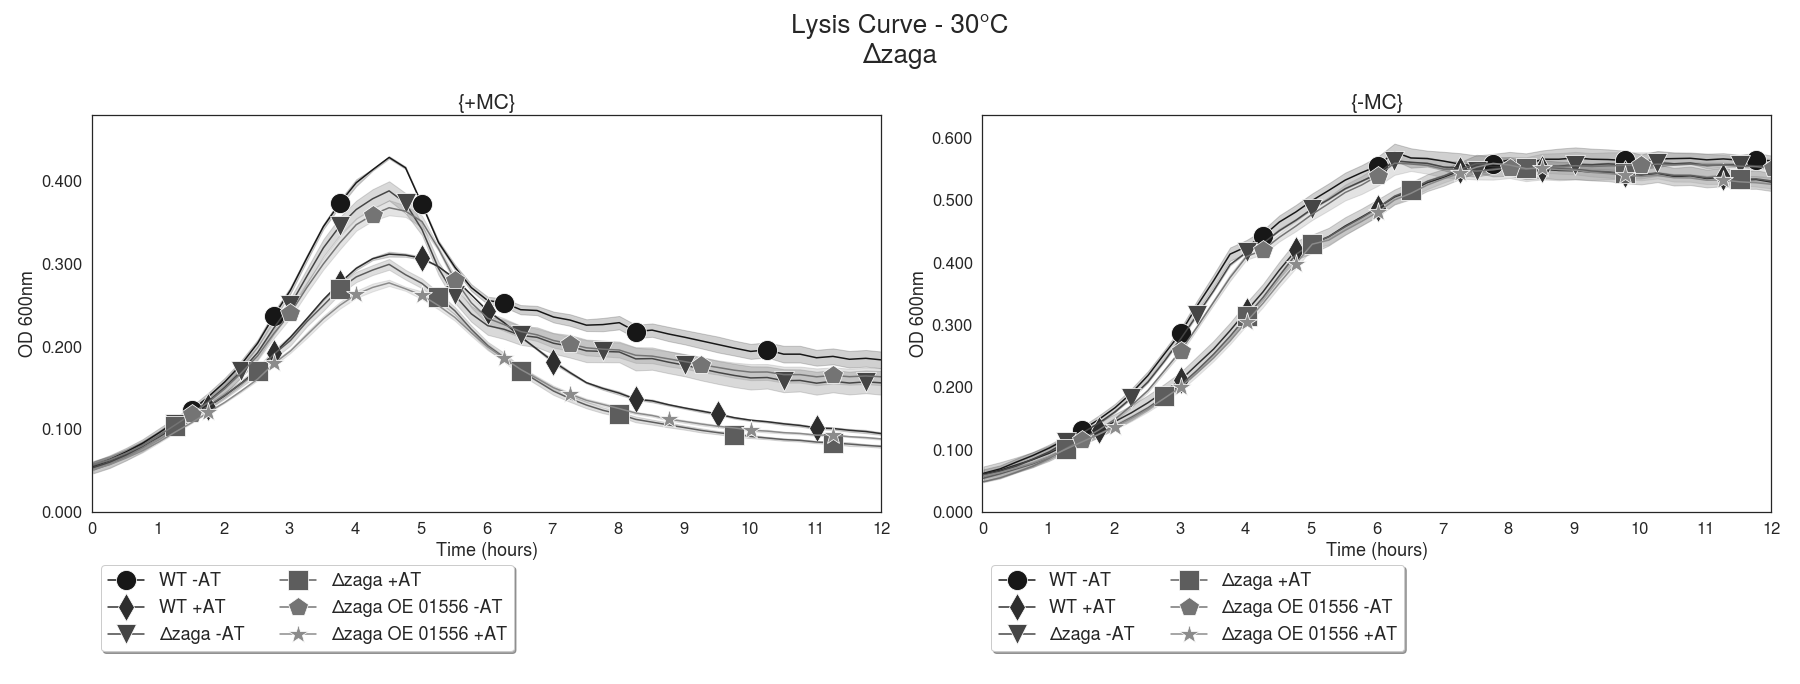 Lysis Curve - 30°C
Δzaga
{+MC}
OD 600nm
0.400
0.300
0.200
0.100
0.000
0 1 2 3 4 5 6 7 8 9 10 11 12
Time (hours)
WT -AT
WT +AT
Δzaga -AT
Δzaga +AT
Δzaga OE 01556 -AT
Δzaga OE 01556 +AT
{-MC}
OD 600nm
0.600
0.500
0.400
0.300
0.200
0.100
0.000
0 1 2 3 4 5 6 7 8 9 10 11 12
Time (hours)
WT -AT
WT +AT
Δzaga -AT
Δzaga +AT
Δzaga OE 01556 -AT
Δzaga OE 01556 +AT